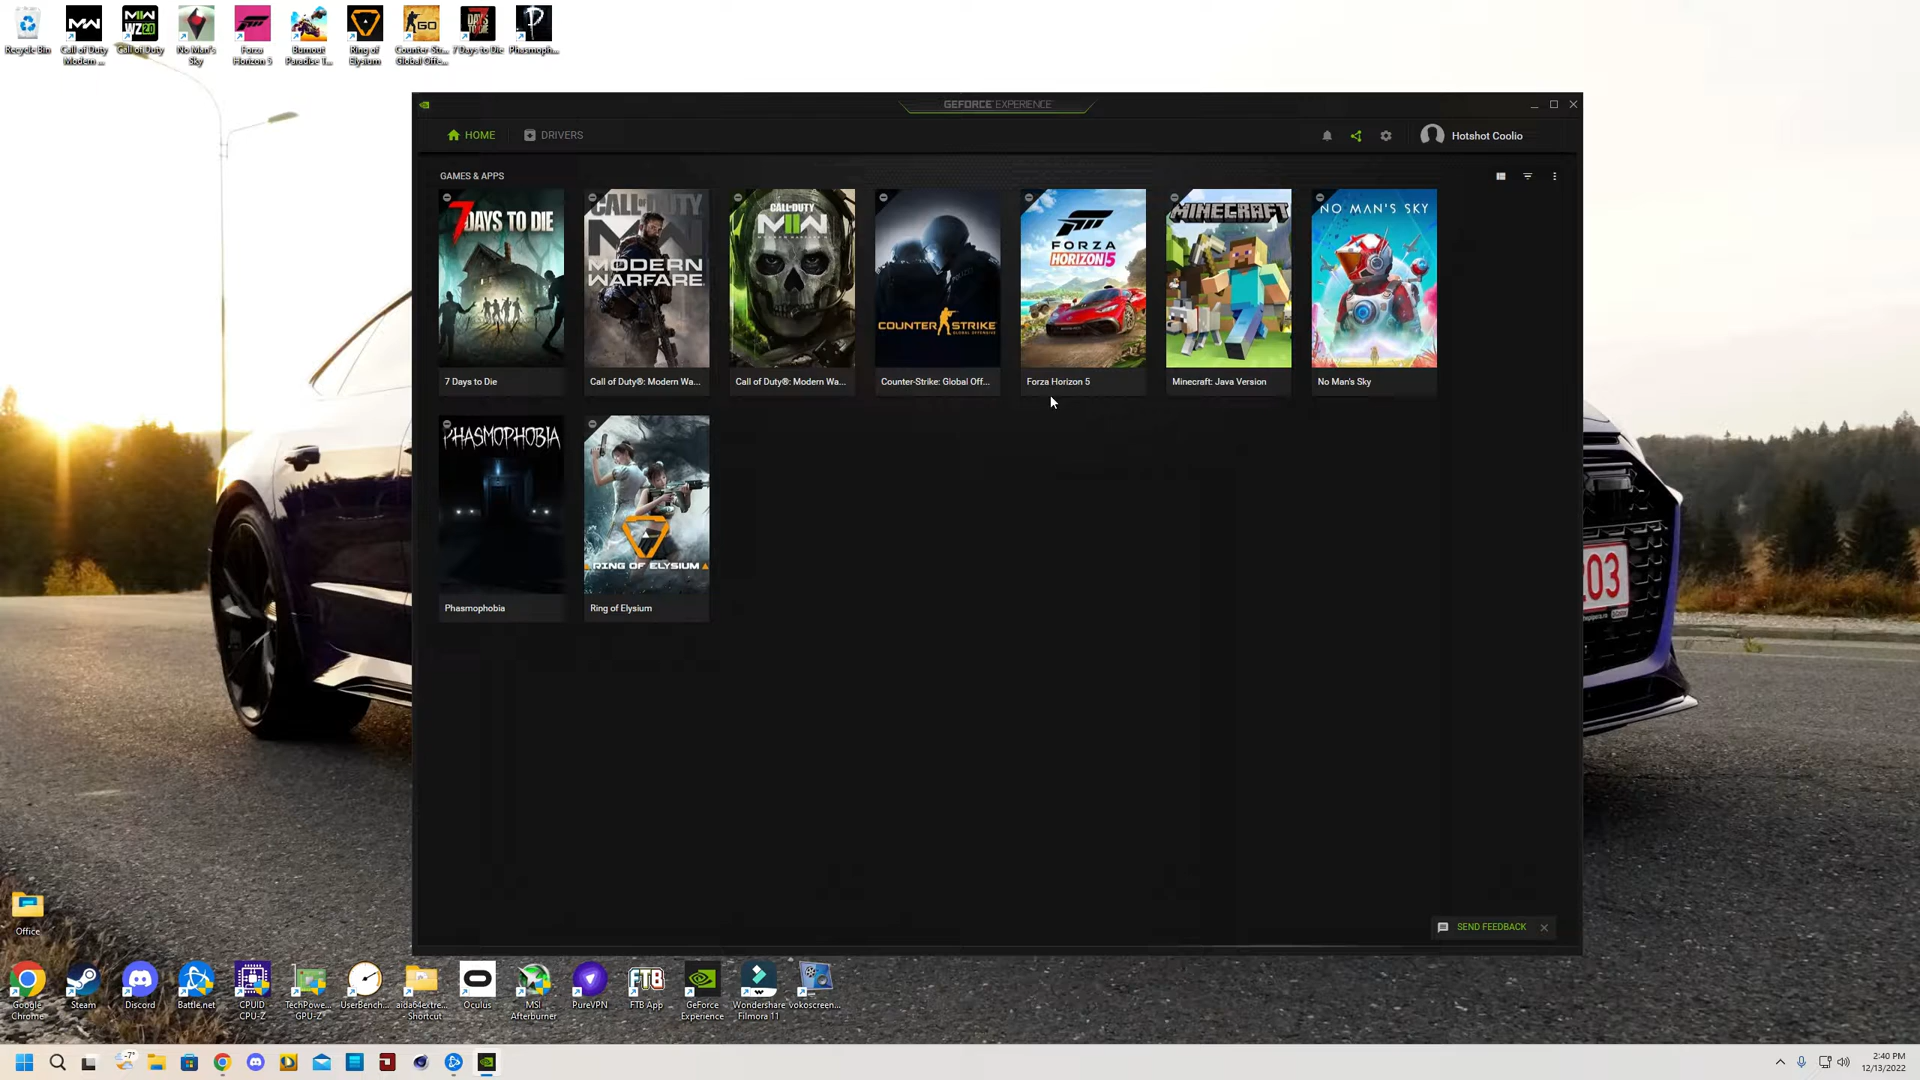 Recycle Bin
Call of Duty Modern ...
Call of Duty
No Man's Sky
Forza Horizon 5
Burnout Paradise T...
Ring of Elysium
Counter-Str... Global Offe...
7 Days to Die
Phasmoph...
GEFORCE EXPERIENCE
HOME
DRIVERS
Hotshot Coolio
GAMES & APPS
7 DAYS TO DIE
CALL OF DUTY
MW
MODERN WARFARE
CALL OF DUTY
MWII
COUNTER STRIKE
GLOBAL OFFENSIVE
FORZA HORIZON 5
MINECRAFT
NO MAN'S SKY
7 Days to Die
Call of Duty®: Modern Wa...
Call of Duty®: Modern Wa...
Counter-Strike: Global Off...
Forza Horizon 5
Minecraft: Java Version
No Man's Sky
PHASMOPHOBIA
RING OF ELYSIUM
Phasmophobia
Ring of Elysium
203
SEND FEEDBACK
Office
Google Chrome
Steam
Discord
Battle.net
CPUID CPU-Z
TechPowe... GPU-Z
UserBench...
aida64extre... - Shortcut
Oculus
MSI Afterburner
PureVPN
FTB App
GeForce Experience
Wondershare Filmora 11
vokoscreen...
-7°
2:40 PM
12/13/2022